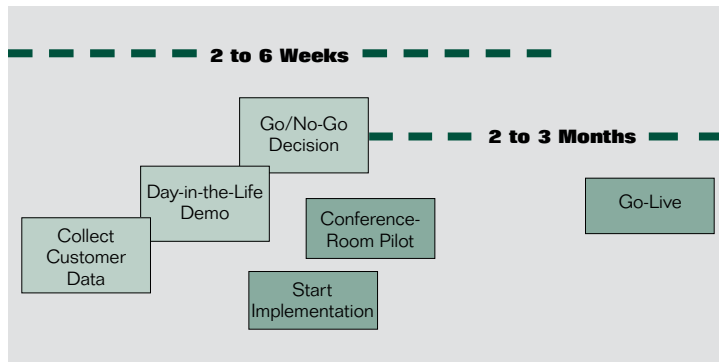 2 to 6 Weeks
Go/No-Go
Decision
2 to 3 Months
Day-in-the-Life
Demo
Conference-
Room Pilot
Go-Live
Collect
Customer
Data
Start
Implementation